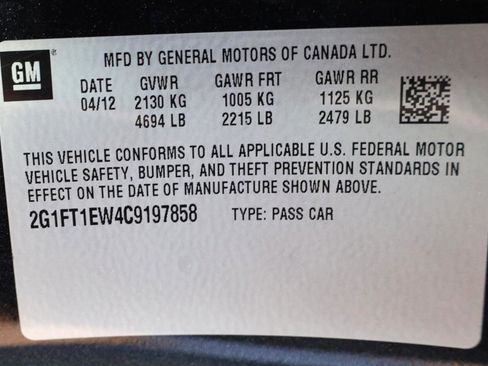 GM MFD BY GENERAL MOTORS OF CANADA LTD.
DATE GVWR GAWR FRT GAWR RR
04/12 2130 KG 1005 KG 1125 KG
4694 LB 2215 LB 2479 LB
THIS VEHICLE CONFORMS TO ALL APPLICABLE U.S. FEDERAL MOTOR
VEHICLE SAFETY, BUMPER, AND THEFT PREVENTION STANDARDS IN
EFFECT ON THE DATE OF MANUFACTURE SHOWN ABOVE.
2G1FT1EW4C9197858 TYPE: PASS CAR